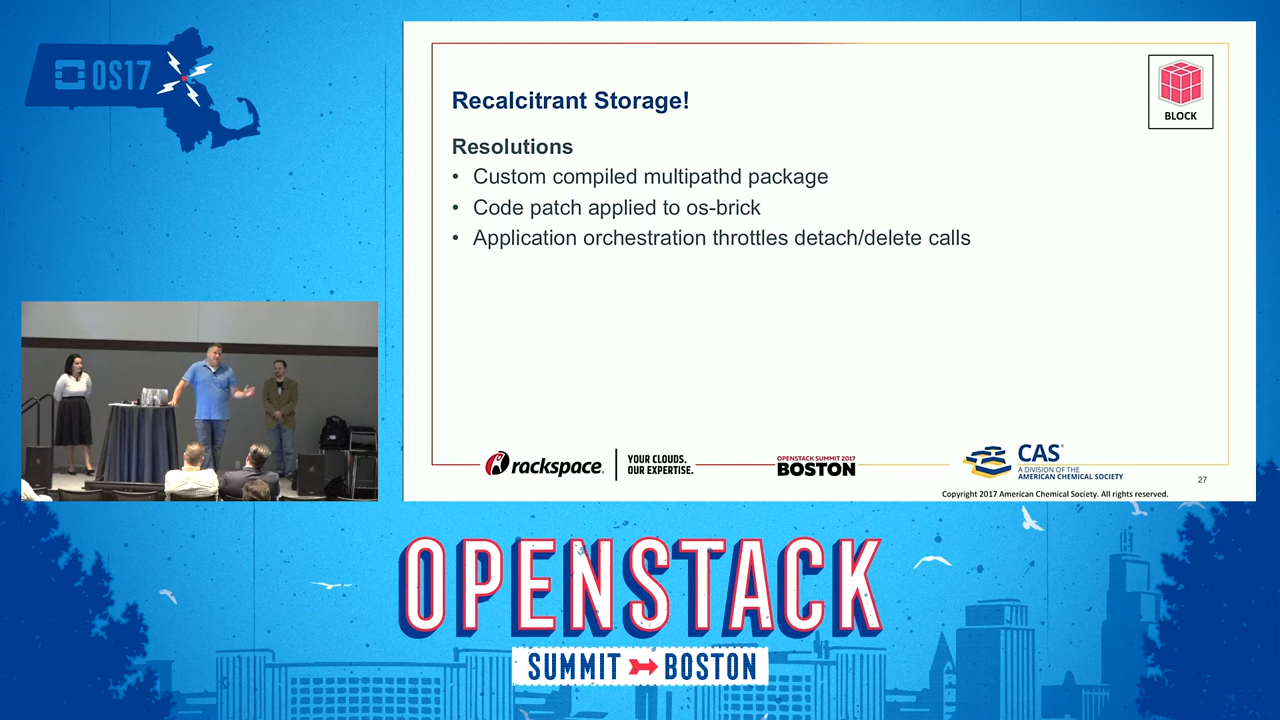 OS17
Recalcitrant Storage!
BLOCK
Resolutions
• Custom compiled multipathd package
• Code patch applied to os-brick
• Application orchestration throttles detach/delete calls
rackspace.
YOUR CLOUDS.
OUR EXPERTISE.
OPENSTACK SUMMIT 2017
BOSTON
CAS
A DIVISION OF THE
AMERICAN CHEMICAL SOCIETY
27
Copyright 2017 American Chemical Society. All rights reserved.
OPENSTACK
SUMMIT BOSTON